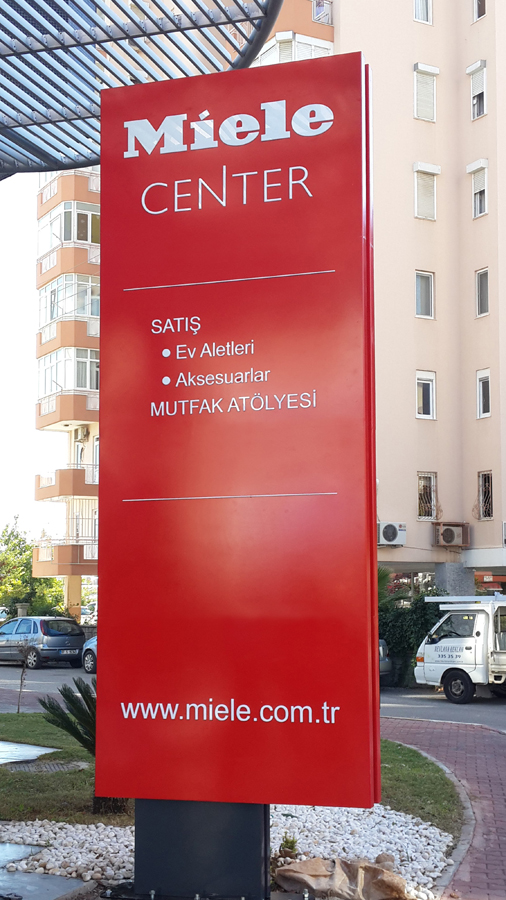 Miele
CENTER
SATIŞ
• Ev Aletleri
• Aksesuarlar
MUTFAK ATÖLYESİ
www.miele.com.tr